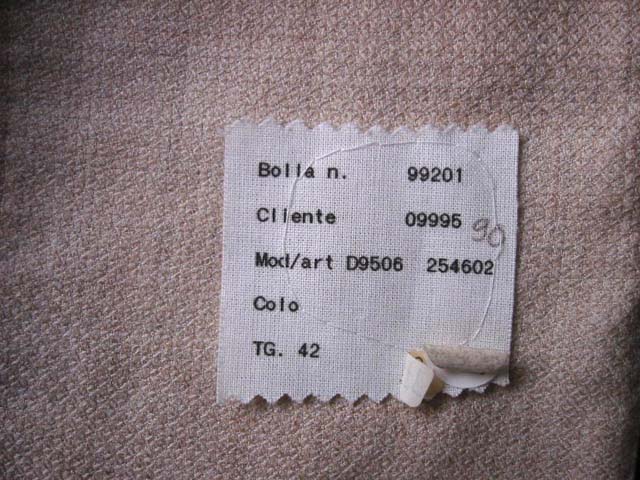 Bolla n. 99201
Cliente 09995 90
Mod/art D9506 254602
Colo
TG. 42